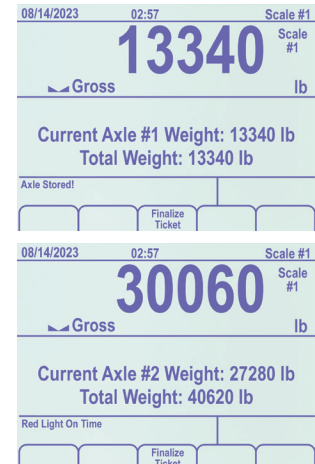 08/14/2023 02:57 Scale #1
13340 Scale #1
Gross lb
Current Axle #1 Weight: 13340 lb
Total Weight: 13340 lb
Axle Stored!
Finalize
Ticket
08/14/2023 02:57 Scale #1
30060 Scale #1
Gross lb
Current Axle #2 Weight: 27280 lb
Total Weight: 40620 lb
Red Light On Time
Finalize
Ticket